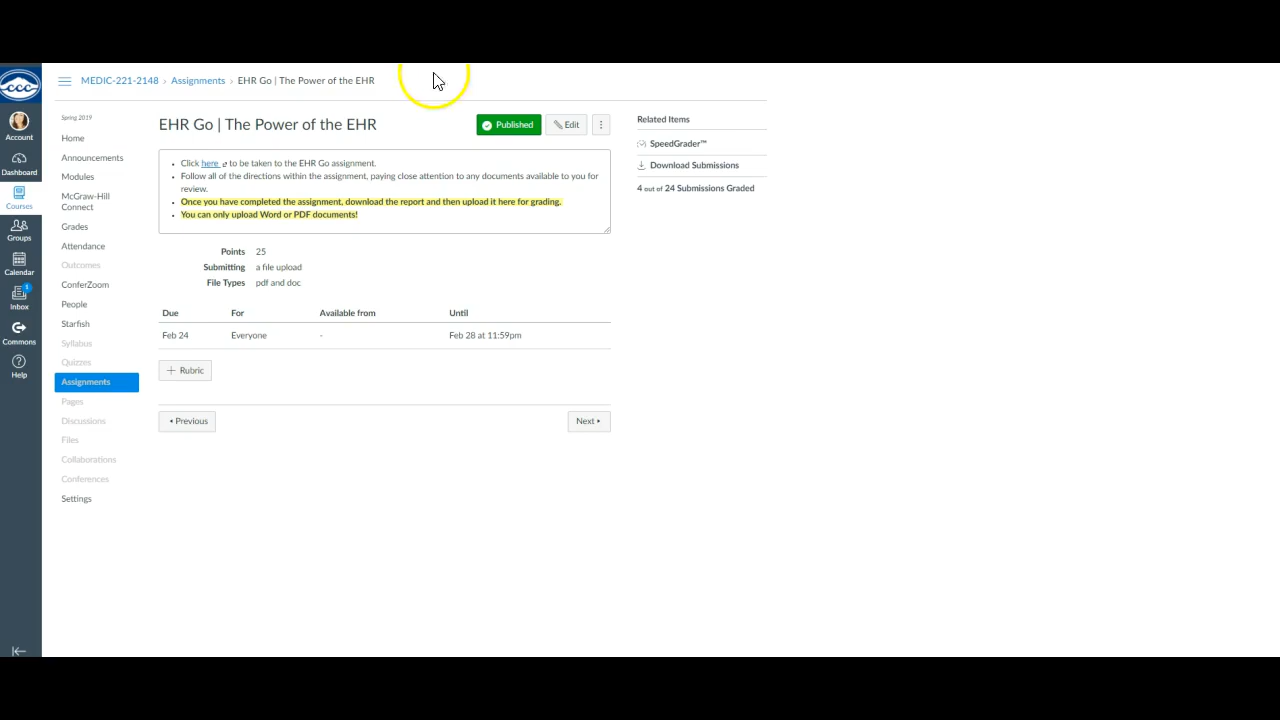 MEDIC-221-2148 › Assignments › EHR Go | The Power of the EHR
CCC
Account
Dashboard
Courses
Groups
Calendar
1
Inbox
Commons
Help
Spring 2019
Home
Announcements
Modules
McGraw-Hill
Connect
Grades
Attendance
Outcomes
ConferZoom
People
Starfish
Syllabus
Quizzes
Assignments
Pages
Discussions
Files
Collaborations
Conferences
Settings
EHR Go | The Power of the EHR
Published
Edit
• Click here to be taken to the EHR Go assignment.
• Follow all of the directions within the assignment, paying close attention to any documents available to you for
review.
• Once you have completed the assignment, download the report and then upload it here for grading.
• You can only upload Word or PDF documents!
Points 25
Submitting a file upload
File Types pdf and doc
Due For Available from Until
Feb 24 Everyone - Feb 28 at 11:59pm
+ Rubric
Previous
Next
Related Items
SpeedGrader™
Download Submissions
4 out of 24 Submissions Graded